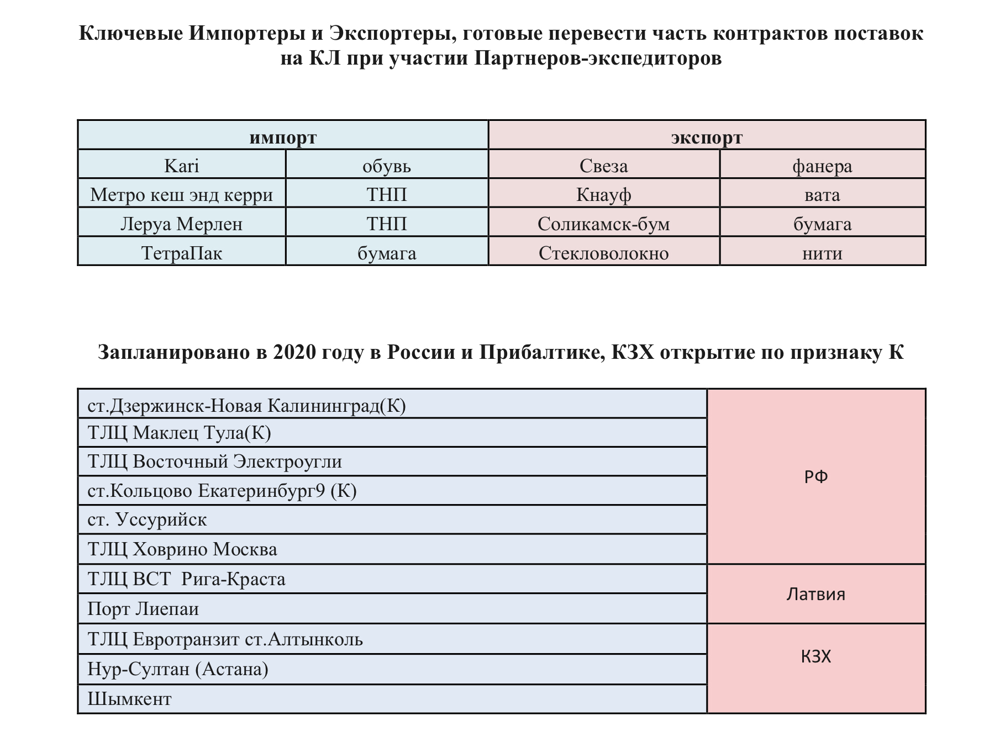 Ключевые Импортеры и Экспортеры, готовые перевести часть контрактов поставок
на КЛ при участии Партнеров-экспедиторов
импорт экспорт
Kari обувь Свеза фанера
Метро кеш энд керри ТНП Кнауф вата
Леруа Мерлен ТНП Соликамск-бум бумага
ТетраПак бумага Стекловолокно нити
Запланировано в 2020 году в России и Прибалтике, КЗХ открытие по признаку К
ст.Дзержинск-Новая Калининград(К)
ТЛЦ Маклец Тула(К)
ТЛЦ Восточный Электроугли
РФ
ст.Кольцово Екатеринбург9 (К)
ст. Уссурийск
ТЛЦ Ховрино Москва
ТЛЦ ВСТ  Рига-Краста
Латвия
Порт Лиепаи
ТЛЦ Евротранзит ст.Алтынколь
КЗХ
Нур-Султан (Астана)
Шымкент